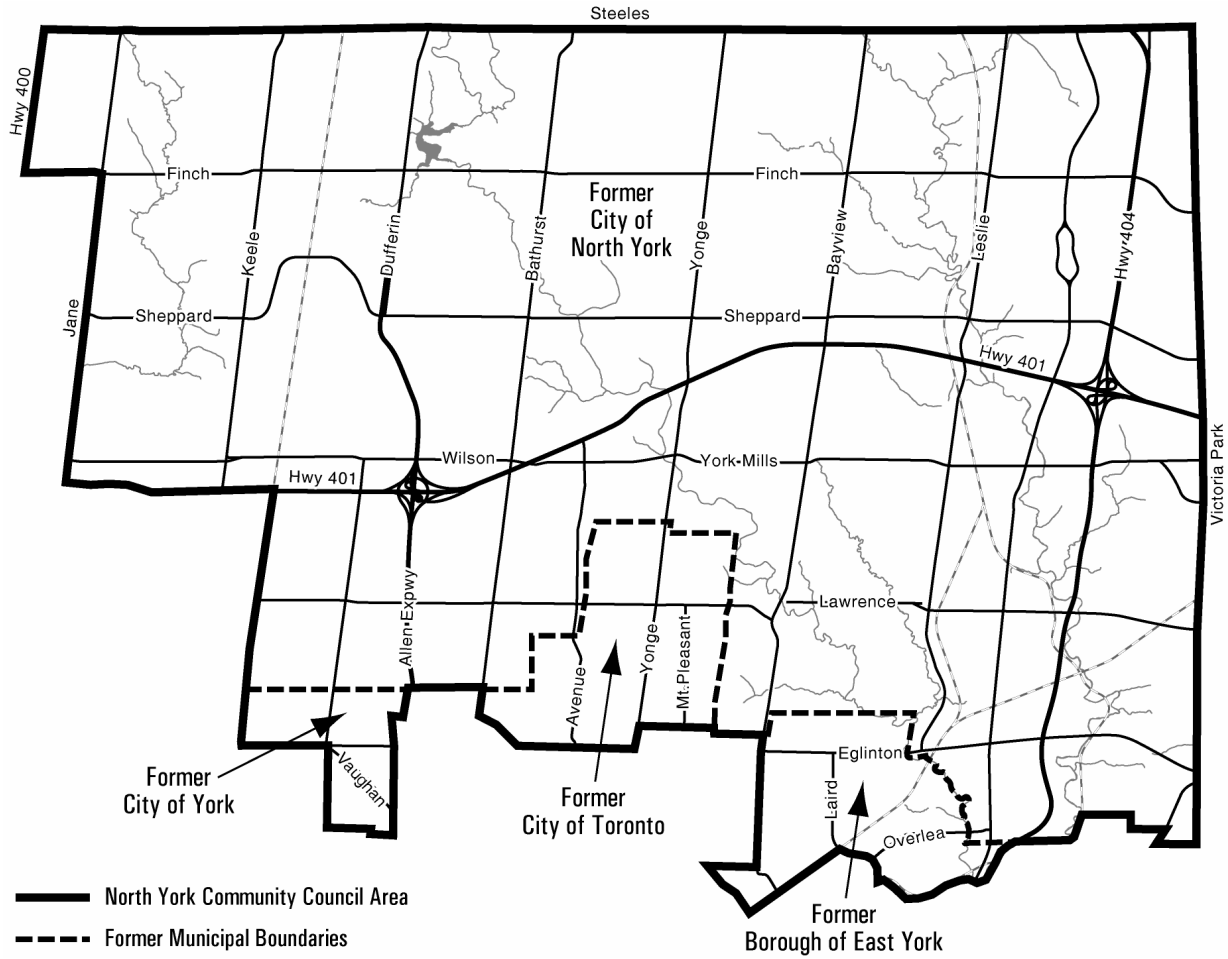 Steeles
Hwy 400
Finch
Finch
Former
City of
North York
Keele
Dufferin
Bathurst
Yonge
Bayview
Leslie
Hwy 404
Jane
Sheppard
Sheppard
Hwy 401
Wilson
York Mills
Hwy 401
Victoria Park
Allen Expwy
Lawrence
Avenue
Yonge
Mt. Pleasant
Eglinton
Vaughan
Laird
Overlea
Former
City of York
Former
City of Toronto
Former
Borough of East York
North York Community Council Area
Former Municipal Boundaries